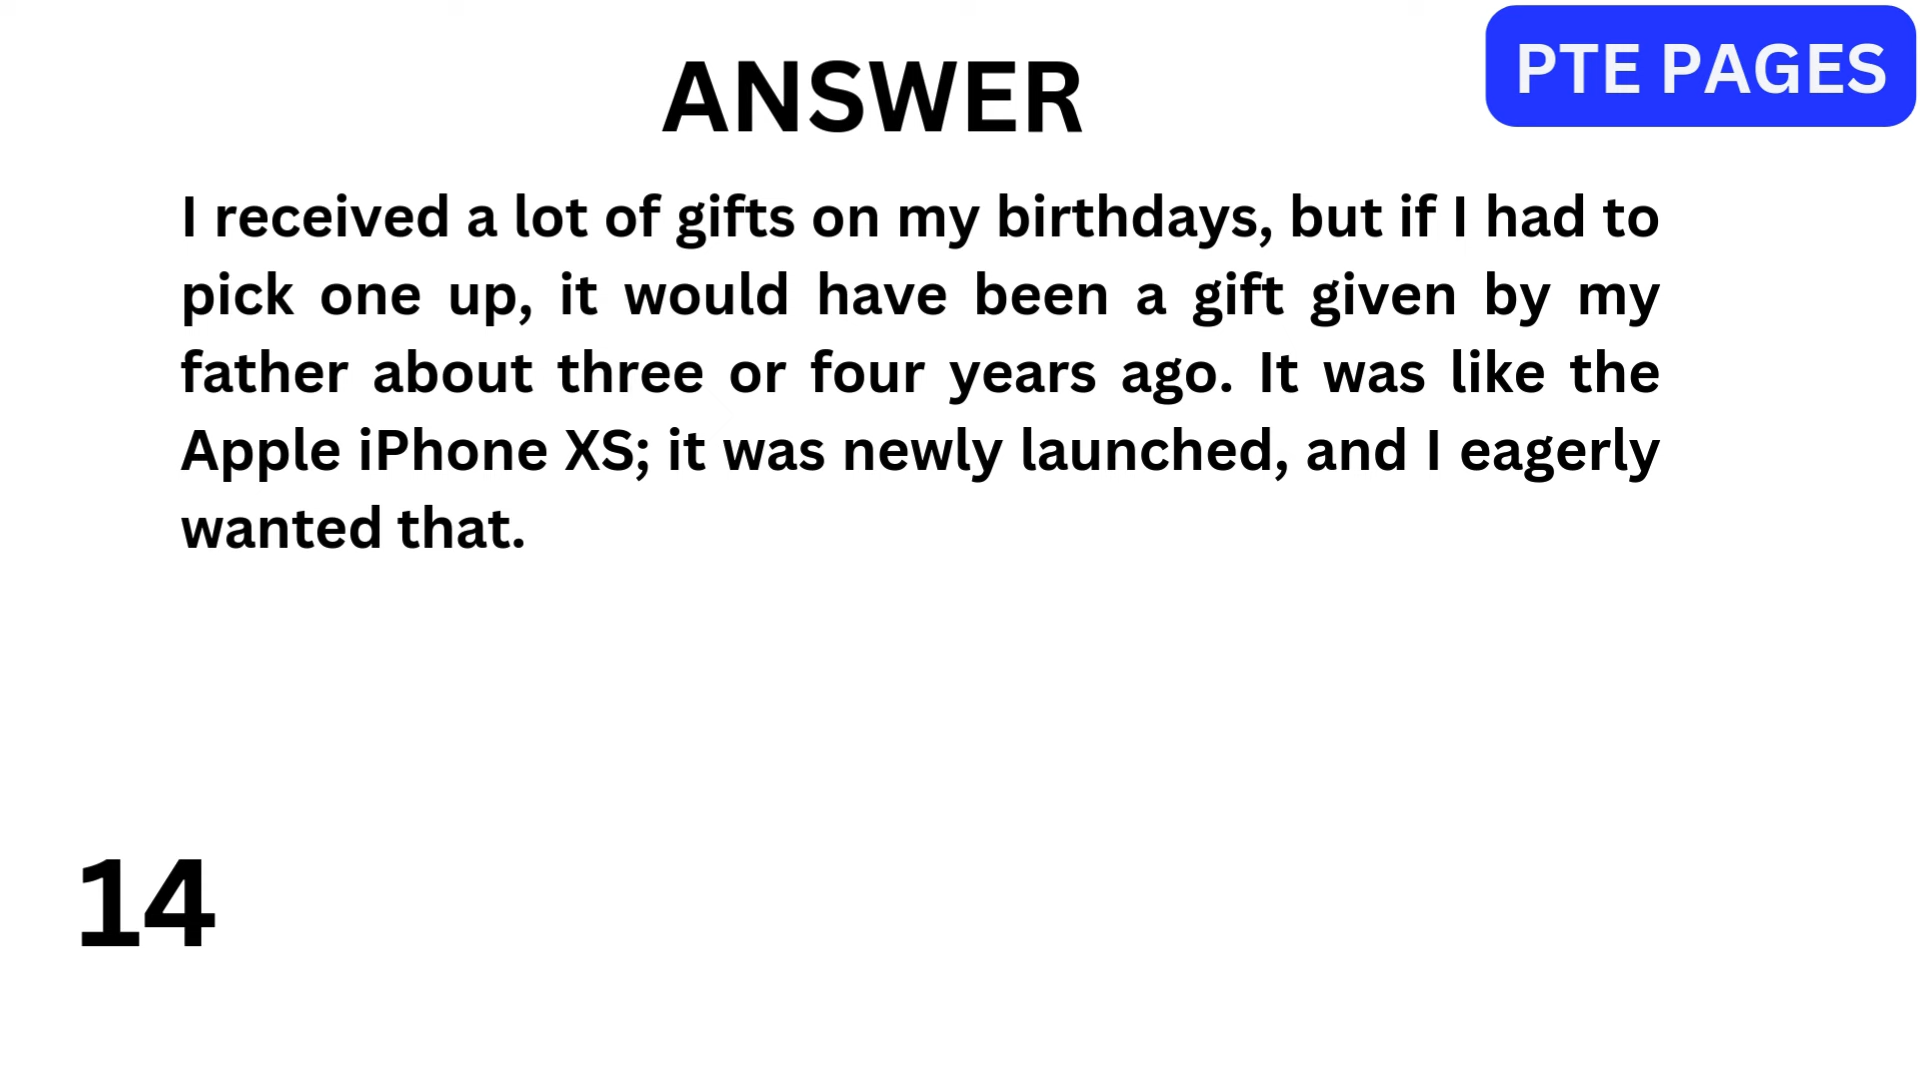 PTE PAGES
ANSWER
I received a lot of gifts on my birthdays, but if I had to
pick one up, it would have been a gift given by my
father about three or four years ago. It was like the
Apple iPhone XS; it was newly launched, and I eagerly
wanted that.
14